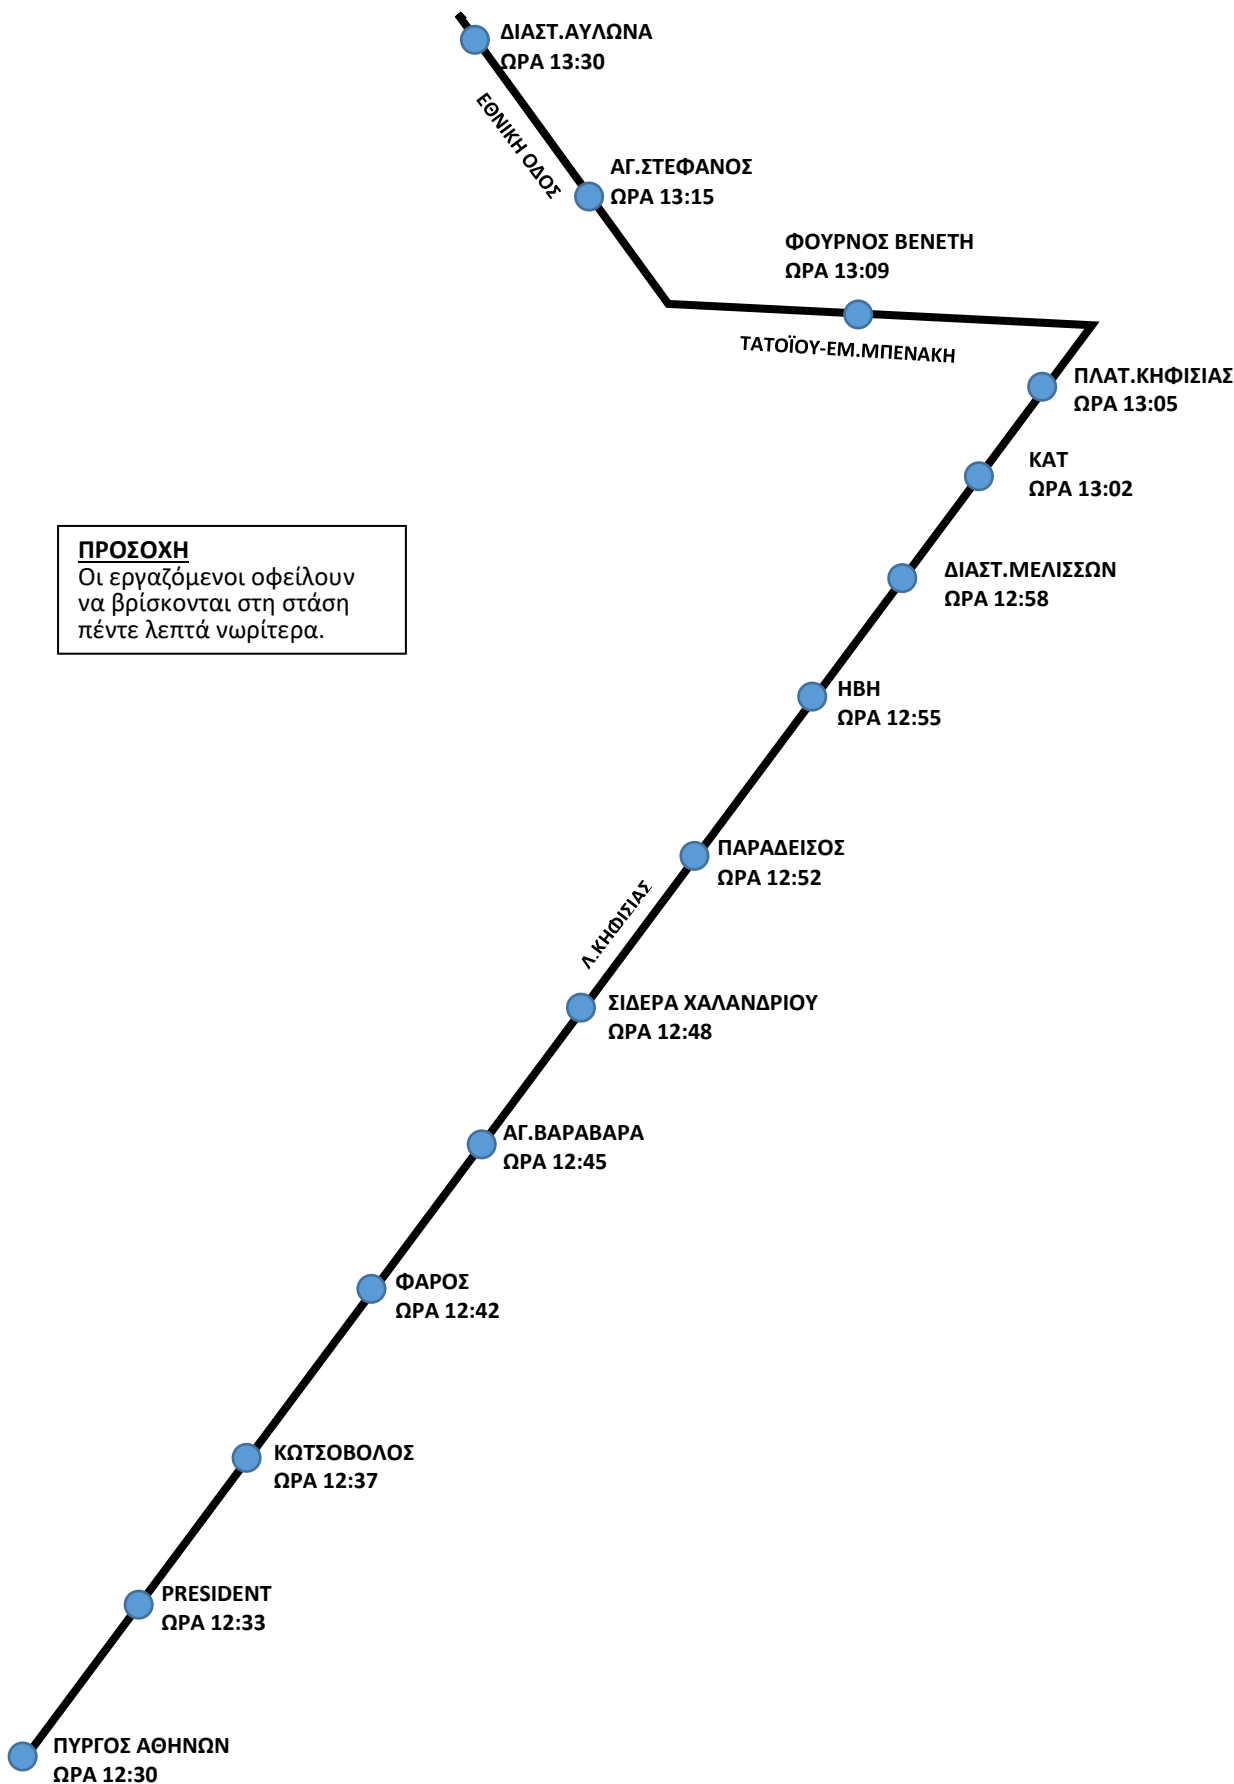 ΔΙΑΣΤ.ΑΥΛΩΝΑ
ΩΡΑ 13:30
ΕΘΝΙΚΗ ΟΔΟΣ
ΑΓ.ΣΤΕΦΑΝΟΣ
ΩΡΑ 13:15
ΦΟΥΡΝΟΣ ΒΕΝΕΤΗ
ΩΡΑ 13:09
ΤΑΤΟΪΟΥ-ΕΜ.ΜΠΕΝΑΚΗ
ΠΛΑΤ.ΚΗΦΙΣΙΑΣ
ΩΡΑ 13:05
ΚΑΤ
ΩΡΑ 13:02
ΠΡΟΣΟΧΗ
Οι εργαζόμενοι οφείλουν
να βρίσκονται στη στάση
πέντε λεπτά νωρίτερα.
ΔΙΑΣΤ.ΜΕΛΙΣΣΩΝ
ΩΡΑ 12:58
ΗΒΗ
ΩΡΑ 12:55
ΠΑΡΑΔΕΙΣΟΣ
ΩΡΑ 12:52
Λ.ΚΗΦΙΣΙΑΣ
ΣΙΔΕΡΑ ΧΑΛΑΝΔΡΙΟΥ
ΩΡΑ 12:48
ΑΓ.ΒΑΡΑΒΑΡΑ
ΩΡΑ 12:45
ΦΑΡΟΣ
ΩΡΑ 12:42
ΚΩΤΣΟΒΟΛΟΣ
ΩΡΑ 12:37
PRESIDENT
ΩΡΑ 12:33
ΠΥΡΓΟΣ ΑΘΗΝΩΝ
ΩΡΑ 12:30